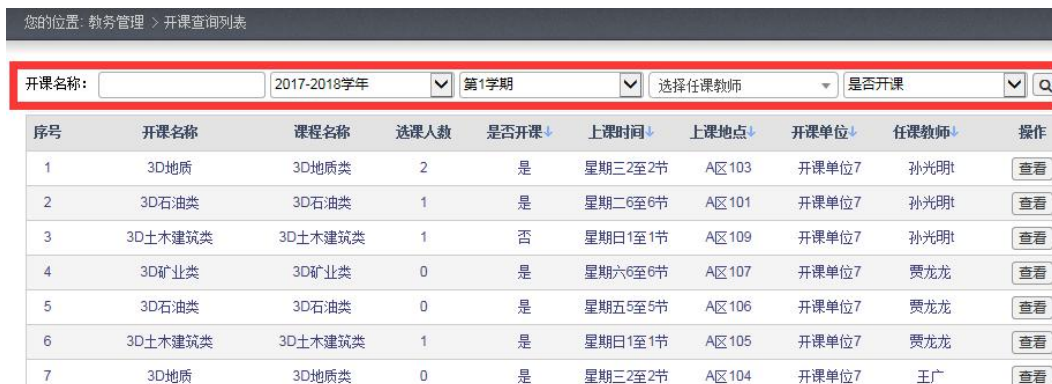 您的位置: 教务管理 > 开课查询列表
开课名称: 2017-2018学年 第1学期 选择任课教师 是否开课
序号 开课名称 课程名称 选课人数 是否开课↓ 上课时间↓ 上课地点↓ 开课单位↓ 任课教师↓ 操作
1 3D地质 3D地质类 2 是 星期三2至2节 A区103 开课单位7 孙光明t 查看
2 3D石油类 3D石油类 1 是 星期二6至6节 A区101 开课单位7 孙光明t 查看
3 3D土木建筑类 3D土木建筑类 1 否 星期日1至1节 A区109 开课单位7 孙光明t 查看
4 3D矿业类 3D矿业类 0 是 星期六6至6节 A区107 开课单位7 贾龙龙 查看
5 3D石油类 3D石油类 0 是 星期五5至5节 A区106 开课单位7 贾龙龙 查看
6 3D土木建筑类 3D土木建筑类 1 是 星期日1至1节 A区105 开课单位7 贾龙龙 查看
7 3D地质 3D地质类 0 是 星期三2至2节 A区104 开课单位7 王广 查看